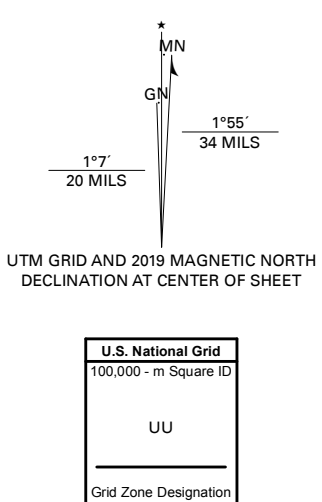 ★
MN
GN
1°55´
34 MILS
1°7´
20 MILS
UTM GRID AND 2019 MAGNETIC NORTH
DECLINATION AT CENTER OF SHEET
U.S. National Grid
100,000 - m Square ID
UU
Grid Zone Designation